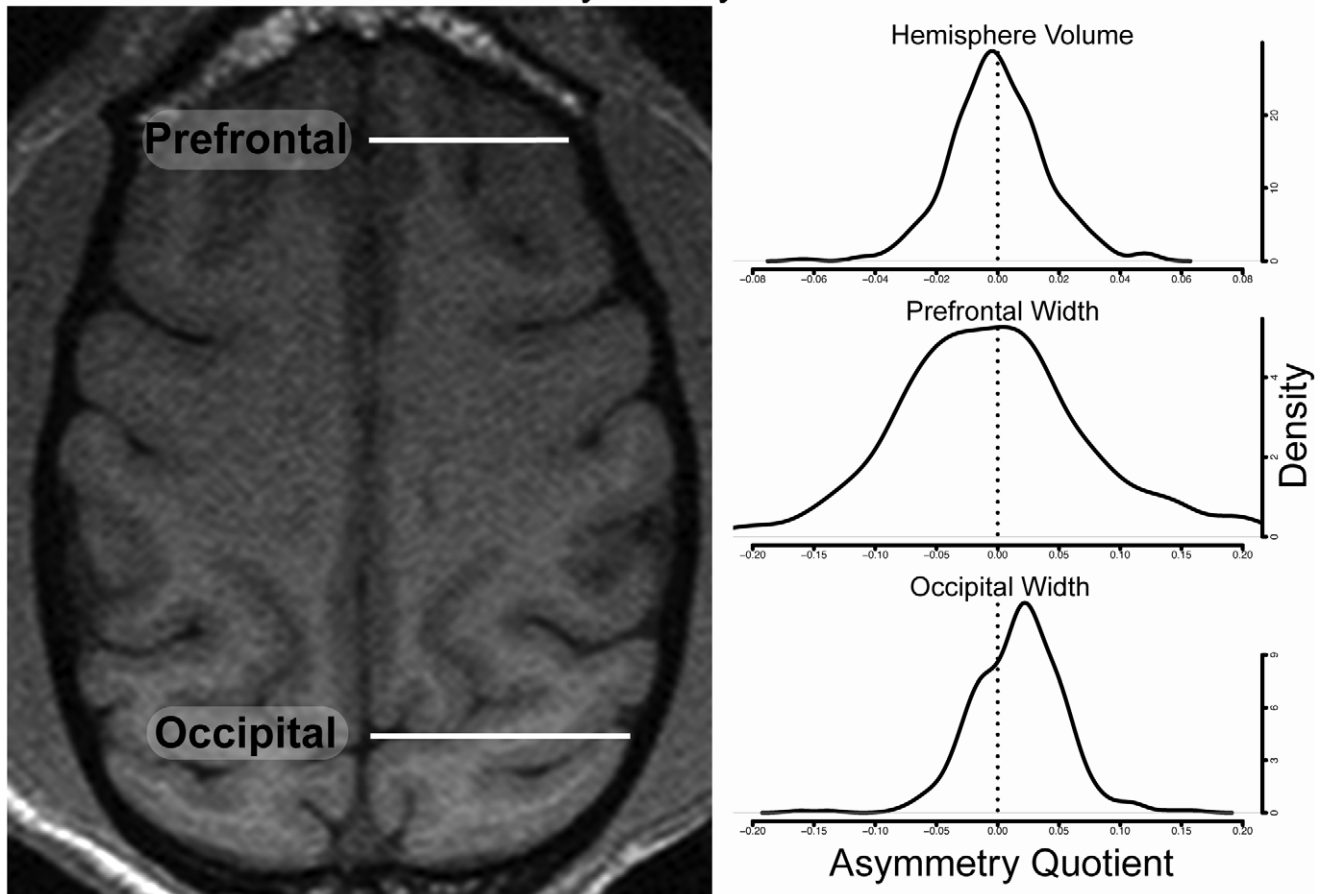 Prefrontal
Occipital
Hemisphere Volume
0 10 20
−0.08 −0.06 −0.04 −0.02 0.00 0.02 0.04 0.06 0.08
Prefrontal Width
0 2 4
−0.20 −0.15 −0.10 −0.05 0.00 0.05 0.10 0.15 0.20
Density
Occipital Width
0 3 6 9
−0.20 −0.15 −0.10 −0.05 0.00 0.05 0.10 0.15 0.20
Asymmetry Quotient